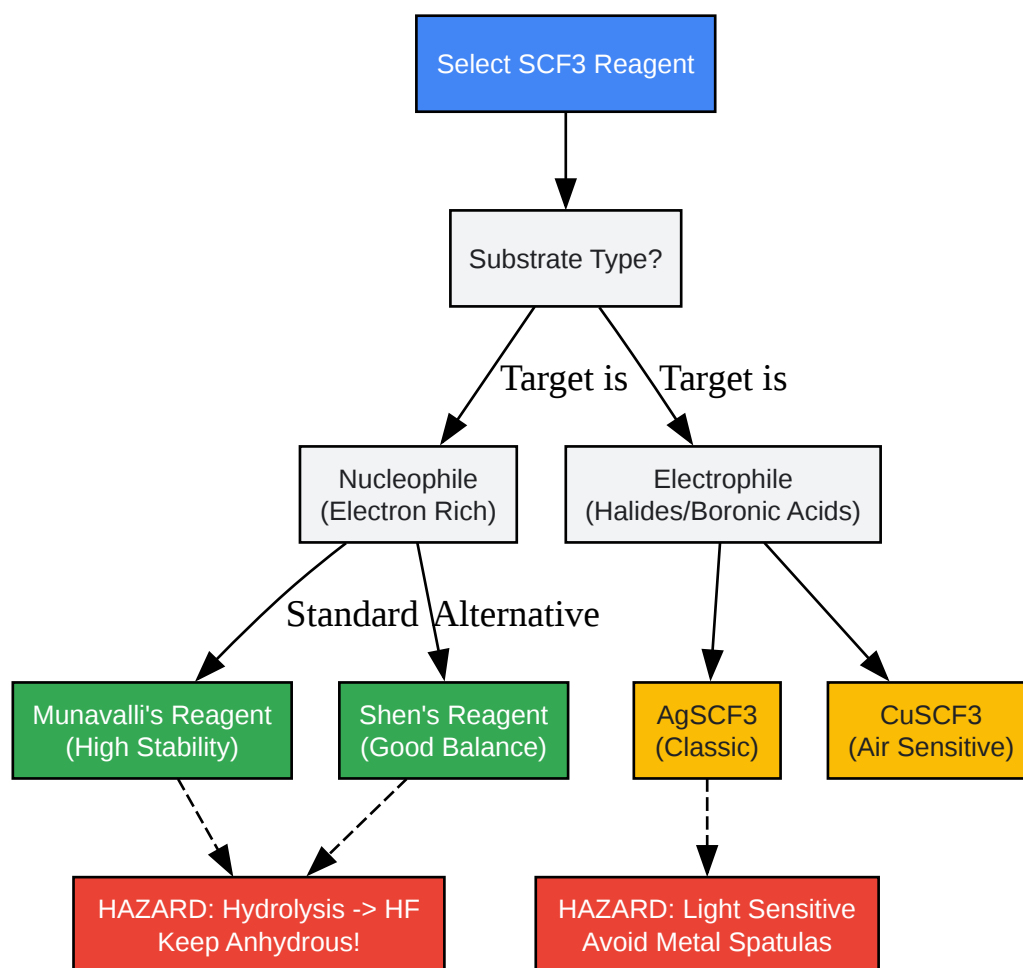 Select SCF3 Reagent
Substrate Type?
Target is
Target is
Nucleophile
(Electron Rich)
Electrophile
(Halides/Boronic Acids)
Standard
Alternative
Munavalli's Reagent
(High Stability)
Shen's Reagent
(Good Balance)
AgSCF3
(Classic)
CuSCF3
(Air Sensitive)
HAZARD: Hydrolysis -> HF
Keep Anhydrous!
HAZARD: Light Sensitive
Avoid Metal Spatulas